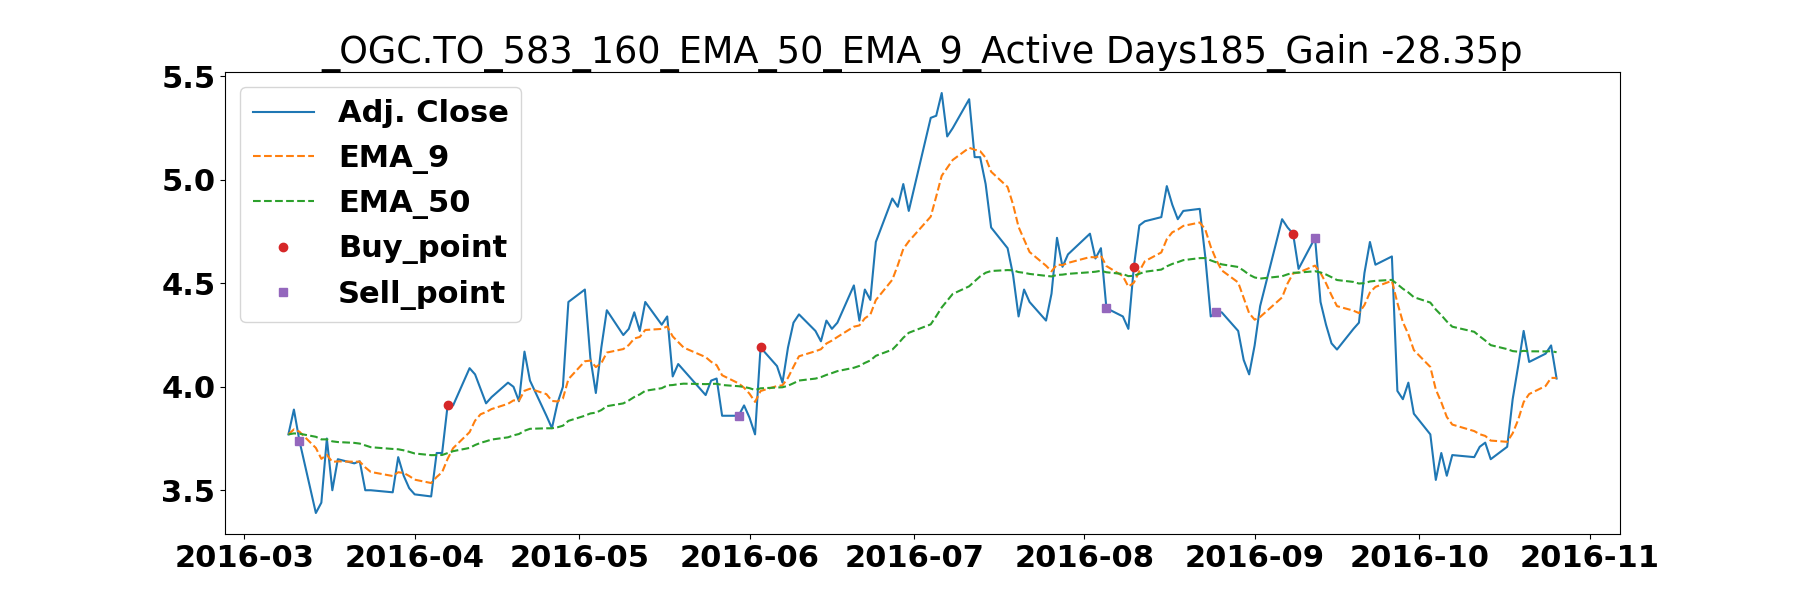 _OGC.TO_583_160_EMA_50_EMA_9_Active Days185_Gain -28.35p
5.5
5.0
4.5
4.0
3.5
Adj. Close
EMA_9
EMA_50
Buy_point
Sell_point
2016-03 2016-04 2016-05 2016-06 2016-07 2016-08 2016-09 2016-10 2016-11